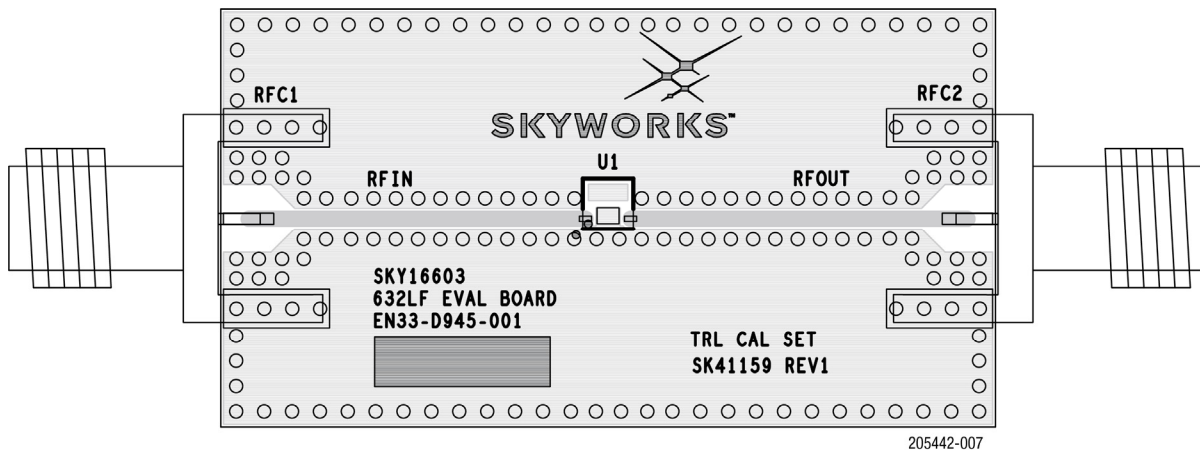 RFC1
RFC2
SKYWORKS™
U1
RFIN
RFOUT
SKY16603
632LF EVAL BOARD
EN33-D945-001
TRL CAL SET
SK41159 REV1
205442-007